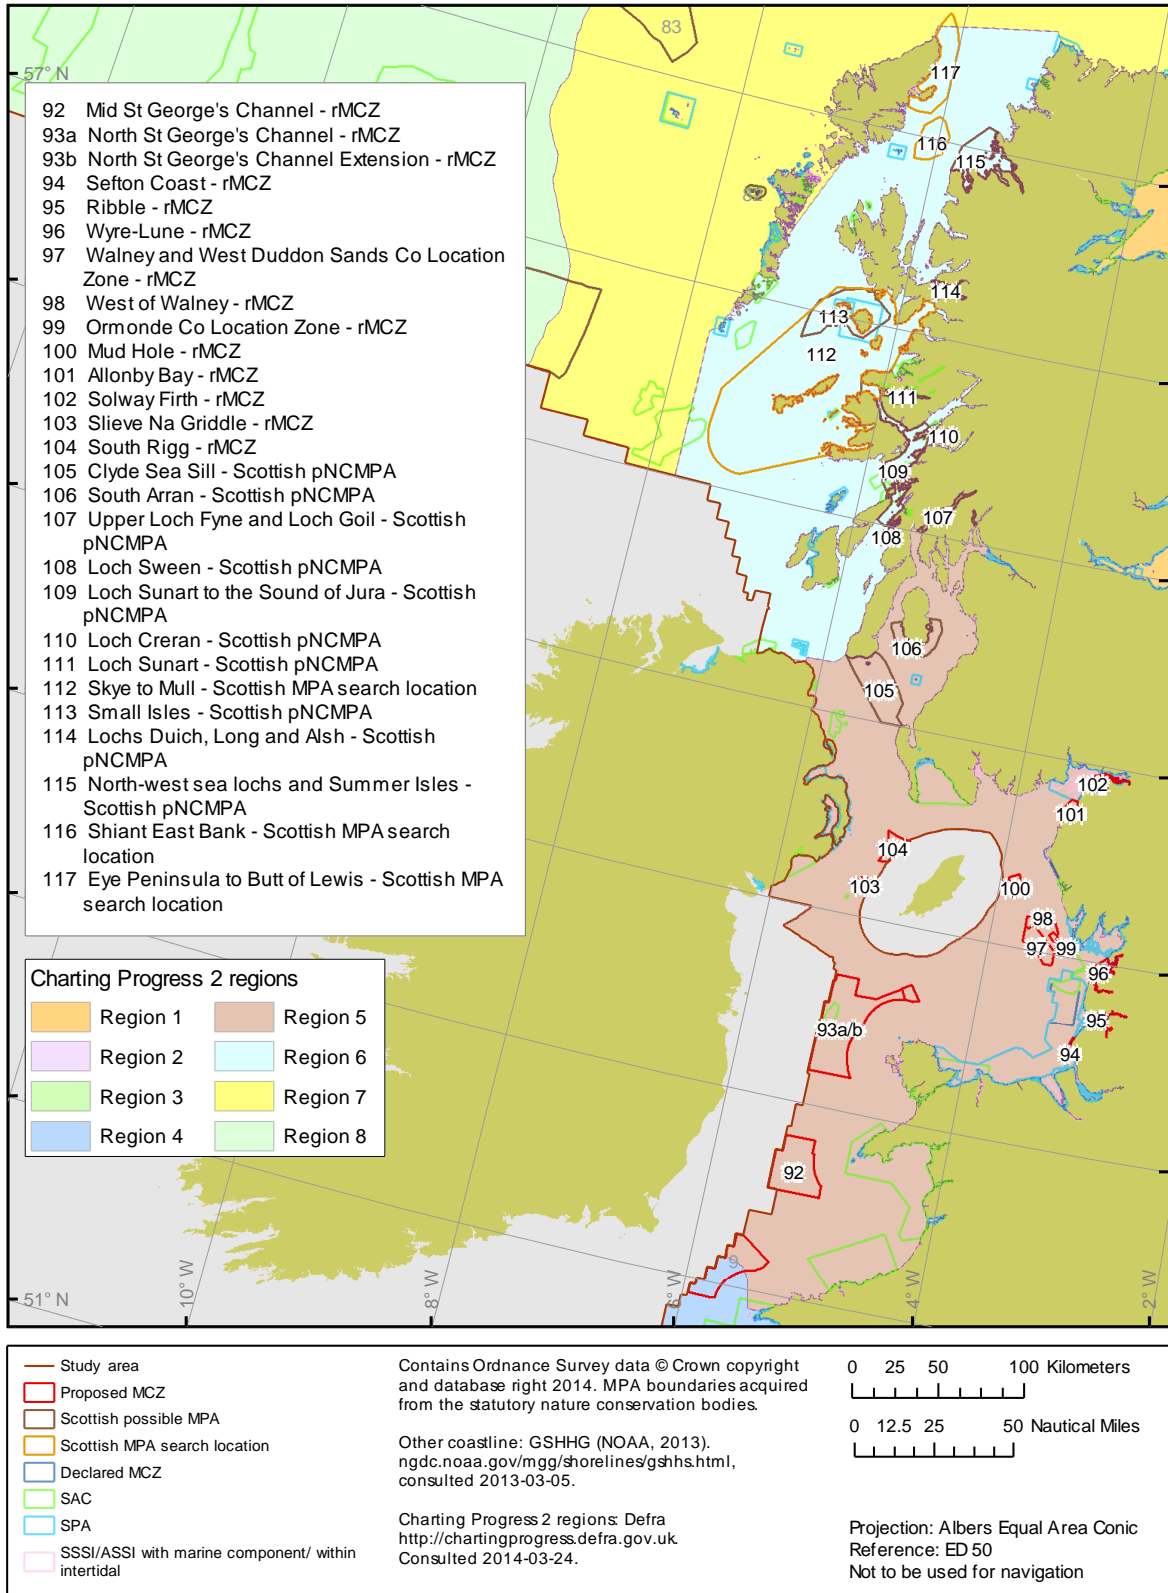 83
57° N
92 Mid St George's Channel - rMCZ
93a North St George's Channel - rMCZ
93b North St George's Channel Extension - rMCZ
94 Sefton Coast - rMCZ
95 Ribble - rMCZ
96 Wyre-Lune - rMCZ
97 Walney and West Duddon Sands Co Location
Zone - rMCZ
98 West of Walney - rMCZ
99 Ormonde Co Location Zone - rMCZ
100 Mud Hole - rMCZ
101 Allonby Bay - rMCZ
102 Solway Firth - rMCZ
103 Slieve Na Griddle - rMCZ
104 South Rigg - rMCZ
105 Clyde Sea Sill - Scottish pNCMPA
106 South Arran - Scottish pNCMPA
107 Upper Loch Fyne and Loch Goil - Scottish
pNCMPA
108 Loch Sween - Scottish pNCMPA
109 Loch Sunart to the Sound of Jura - Scottish
pNCMPA
110 Loch Creran - Scottish pNCMPA
111 Loch Sunart - Scottish pNCMPA
112 Skye to Mull - Scottish MPA search location
113 Small Isles - Scottish pNCMPA
114 Lochs Duich, Long and Alsh - Scottish
pNCMPA
115 North-west sea lochs and Summer Isles -
Scottish pNCMPA
116 Shiant East Bank - Scottish MPA search
location
117 Eye Peninsula to Butt of Lewis - Scottish MPA
search location
117
116
115
114
113
112
111
110
109
108
107
106
105
102
101
104
103
100
98
97 99
96
95
94
93a/b
92
9
Charting Progress 2 regions
Region 1 Region 5
Region 2 Region 6
Region 3 Region 7
Region 4 Region 8
51° N
10° W
8° W
6° W
4° W
2° W
Study area
Proposed MCZ
Scottish possible MPA
Scottish MPA search location
Declared MCZ
SAC
SPA
SSSI/ASSI with marine component/ within
intertidal
Contains Ordnance Survey data © Crown copyright
and database right 2014. MPA boundaries acquired
from the statutory nature conservation bodies.
Other coastline: GSHHG (NOAA, 2013).
ngdc.noaa.gov/mgg/shorelines/gshhs.html,
consulted 2013-03-05.
Charting Progress 2 regions: Defra
http://chartingprogress.defra.gov.uk.
Consulted 2014-03-24.
0 25 50 100 Kilometers
0 12.5 25 50 Nautical Miles
Projection: Albers Equal Area Conic
Reference: ED 50
Not to be used for navigation